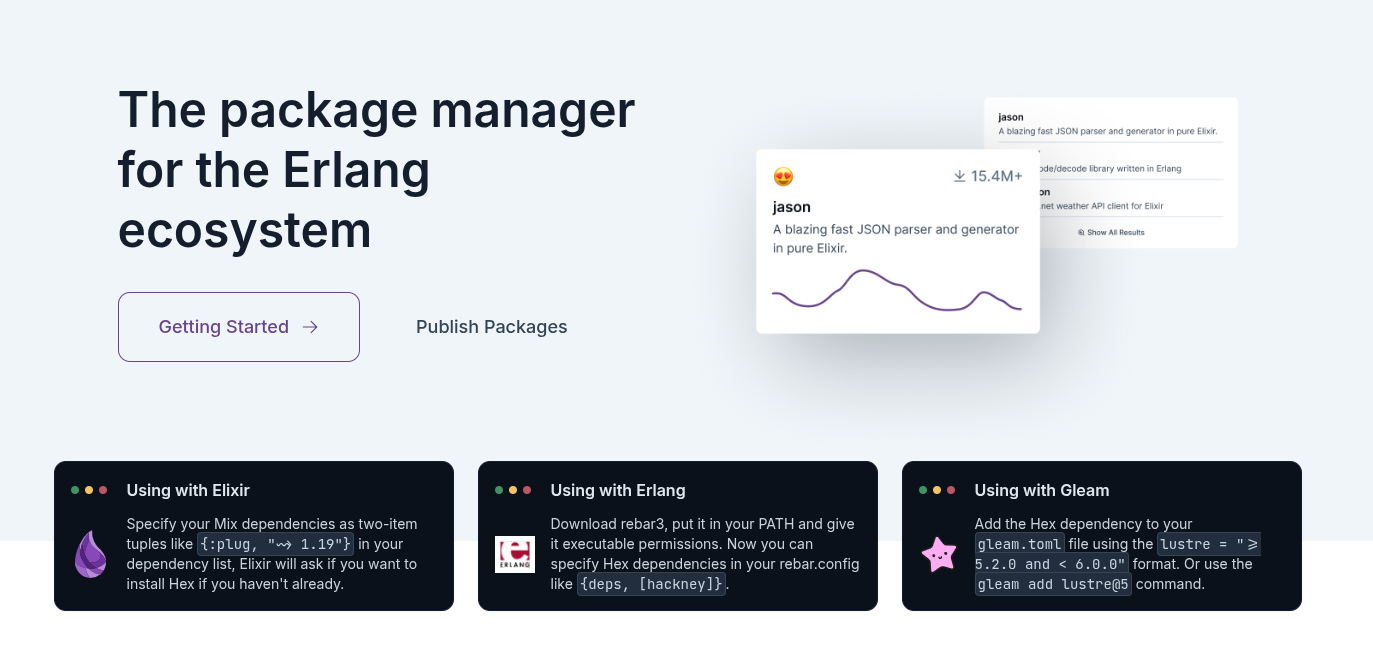 The package manager
for the Erlang
ecosystem
Getting Started →
Publish Packages
jason
A blazing fast JSON parser and generator in pure Elixir.
ode/decode library written in Erlang
on
.net weather API client for Elixir
Show All Results
15.4M+
jason
A blazing fast JSON parser and generator
in pure Elixir.
Using with Elixir
Specify your Mix dependencies as two-item
tuples like {:plug, "~> 1.19"} in your
dependency list, Elixir will ask if you want to
install Hex if you haven't already.
Using with Erlang
ERLANG
Download rebar3, put it in your PATH and give
it executable permissions. Now you can
specify Hex dependencies in your rebar.config
like {deps, [hackney]}.
Using with Gleam
Add the Hex dependency to your
gleam.toml file using the lustre = ">=
5.2.0 and < 6.0.0" format. Or use the
gleam add lustre@5 command.